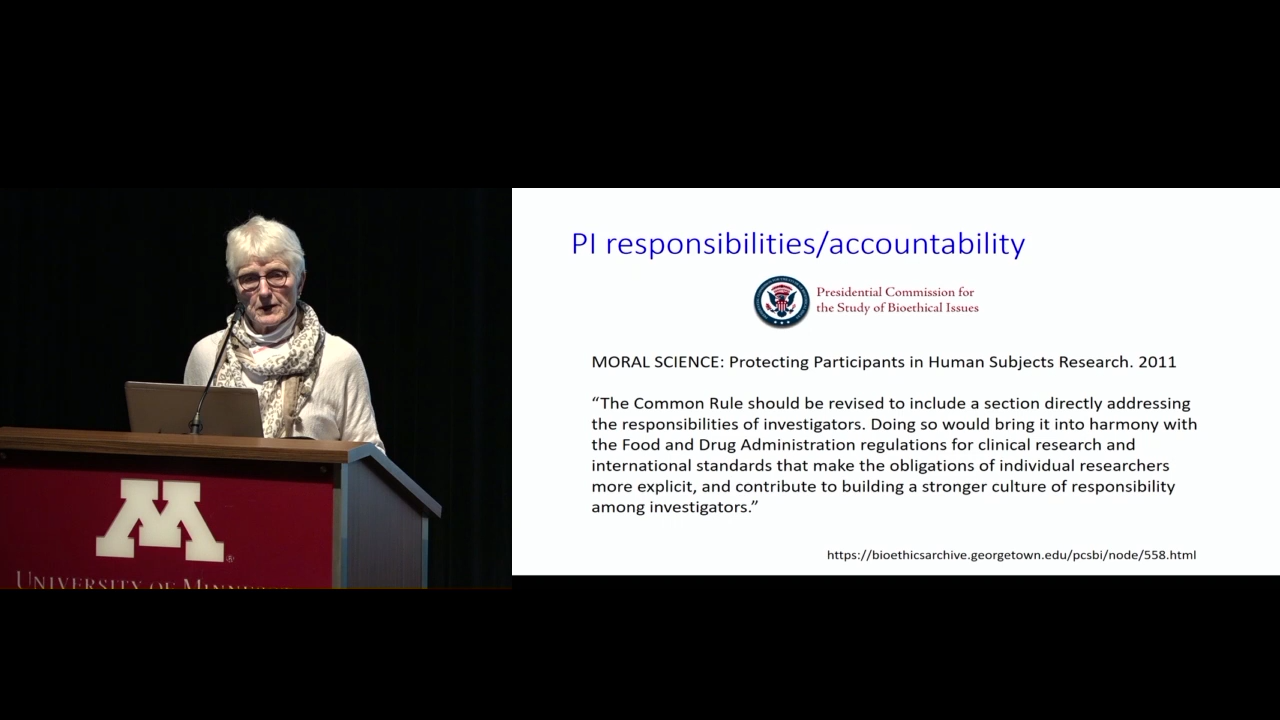 UNIVERSITY OF
PI responsibilities/accountability
Presidential Commission for
the Study of Bioethical Issues
MORAL SCIENCE: Protecting Participants in Human Subjects Research. 2011
“The Common Rule should be revised to include a section directly addressing
the responsibilities of investigators. Doing so would bring it into harmony with
the Food and Drug Administration regulations for clinical research and
international standards that make the obligations of individual researchers
more explicit, and contribute to building a stronger culture of responsibility
among investigators.”
https://bioethicsarchive.georgetown.edu/pcsbi/node/558.html